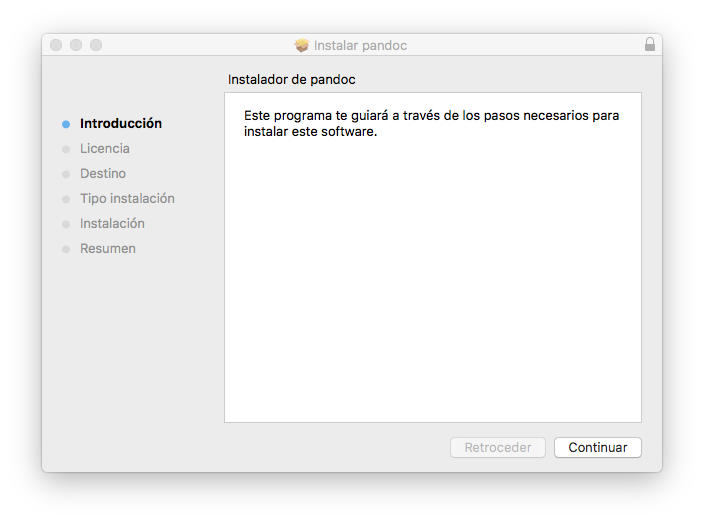 Instalar pandoc
Instalador de pandoc
Introducción
Licencia
Destino
Tipo instalación
Instalación
Resumen
Este programa te guiará a través de los pasos necesarios para
instalar este software.
Retroceder
Continuar